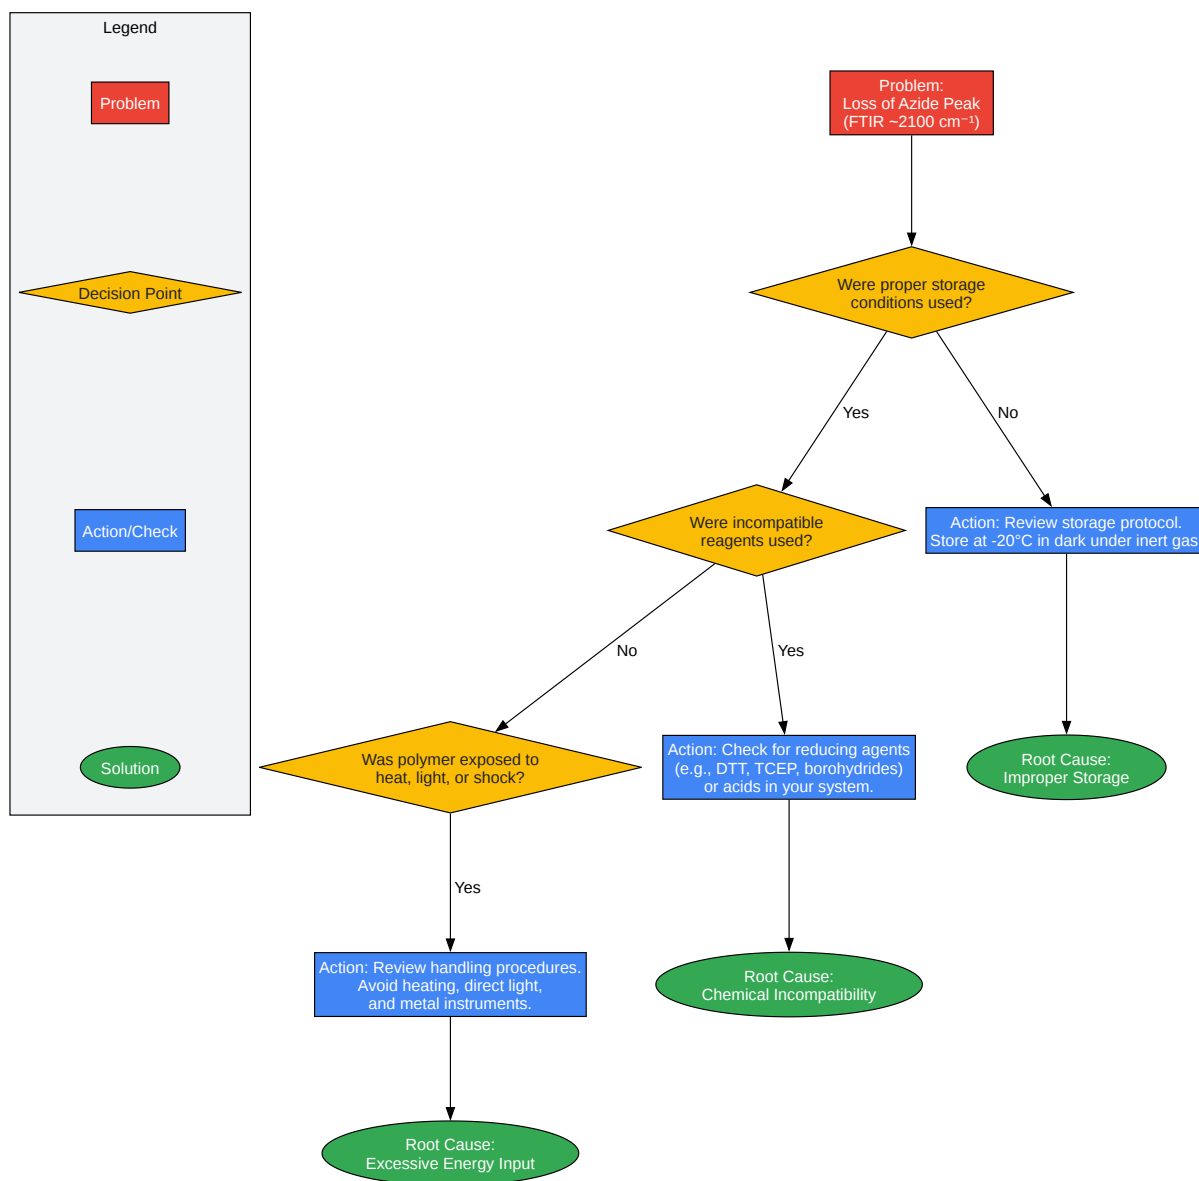 Legend
Problem
Decision Point
Action/Check
Solution
Problem:
Loss of Azide Peak
(FTIR ~2100 cm⁻¹)
Were proper storage
conditions used?
Yes
No
Were incompatible
reagents used?
Action: Review storage protocol.
Store at -20°C in dark under inert gas
No
Yes
Was polymer exposed to
heat, light, or shock?
Action: Check for reducing agents
(e.g., DTT, TCEP, borohydrides)
or acids in your system.
Root Cause:
Improper Storage
Yes
Action: Review handling procedures.
Avoid heating, direct light,
and metal instruments.
Root Cause:
Chemical Incompatibility
Root Cause:
Excessive Energy Input